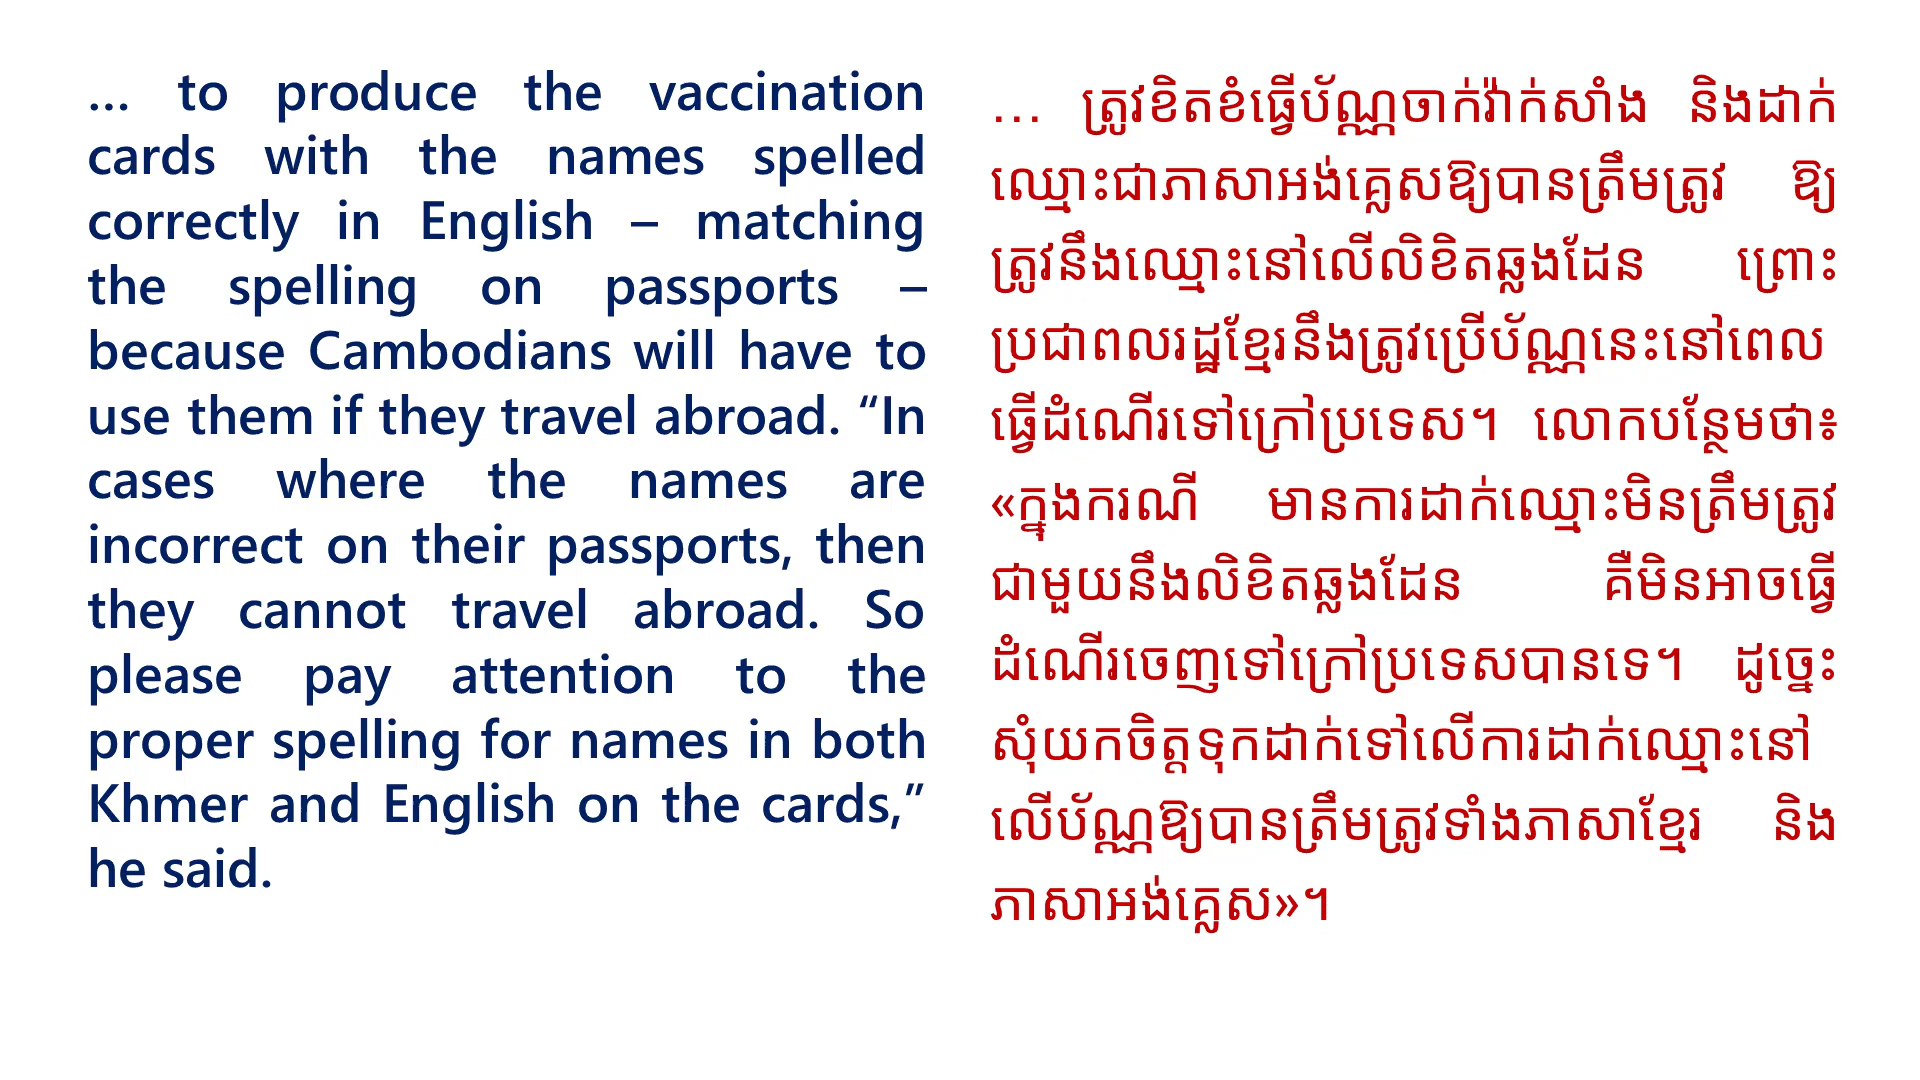 ... to produce the vaccination
cards with the names spelled
correctly in English – matching
the spelling on passports –
because Cambodians will have to
use them if they travel abroad. “In
cases where the names are
incorrect on their passports, then
they cannot travel abroad. So
please pay attention to the
proper spelling for names in both
Khmer and English on the cards,”
he said.
... ត្រូវខិតខំធ្វើប័ណ្ណចាក់វ៉ាក់សាំង និងដាក់
ឈ្មោះជាភាសាអង់គ្លេសឱ្យបានត្រឹមត្រូវ ឱ្យ
ត្រូវនឹងឈ្មោះនៅលើលិខិតឆ្លងដែន ព្រោះ
ប្រជាពលរដ្ឋខ្មែរនឹងត្រូវប្រើប័ណ្ណនេះនៅពេល
ធ្វើដំណើរទៅក្រៅប្រទេស។ លោកបន្ថែមថា៖
«ក្នុងករណី មានការដាក់ឈ្មោះមិនត្រឹមត្រូវ
ជាមួយនឹងលិខិតឆ្លងដែន គឺមិនអាចធ្វើ
ដំណើរចេញទៅក្រៅប្រទេសបានទេ។ ដូច្នេះ
សុំយកចិត្តទុកដាក់ទៅលើការដាក់ឈ្មោះនៅ
លើប័ណ្ណឱ្យបានត្រឹមត្រូវទាំងភាសាខ្មែរ និង
ភាសាអង់គ្លេស»។